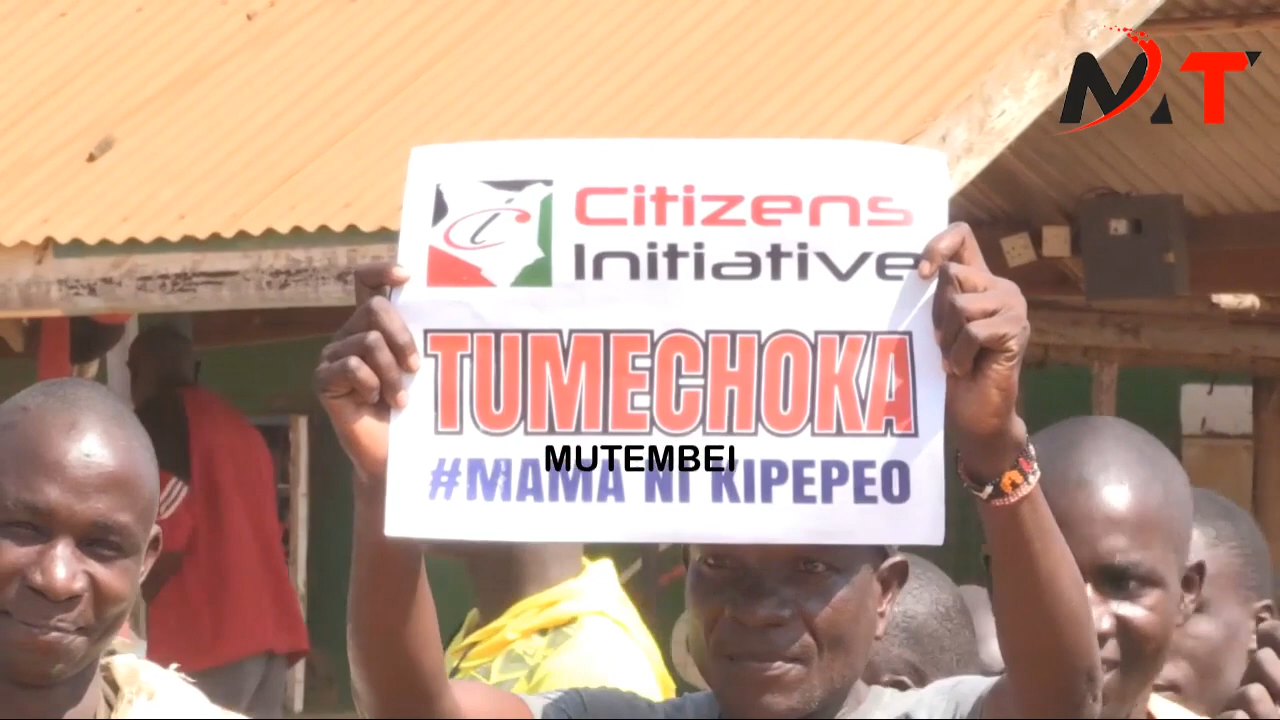 MT
Citizens
Initiative
TUMECHOKA
MUTEMBEI
#MAMA NI KIPEPEO